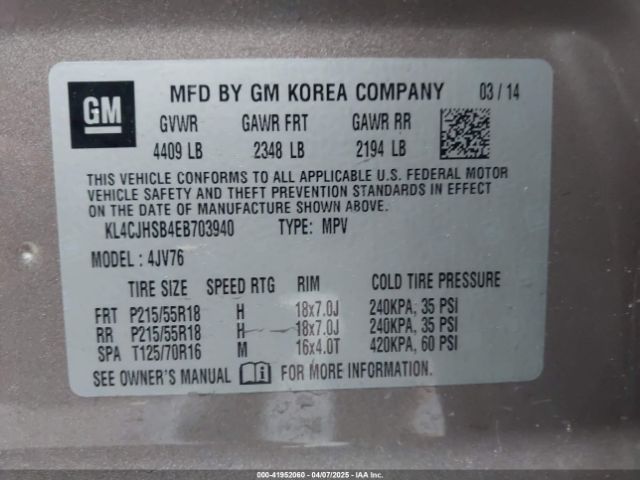 GM
MFD BY GM KOREA COMPANY 03 / 14
GVWR GAWR FRT GAWR RR
4409 LB 2348 LB 2194 LB
THIS VEHICLE CONFORMS TO ALL APPLICABLE U.S. FEDERAL MOTOR
VEHICLE SAFETY AND THEFT PREVENTION STANDARDS IN EFFECT
ON THE DATE OF MANUFACTURE SHOWN ABOVE.
KL4CJHSB4EB703940 TYPE: MPV
MODEL : 4JV76
TIRE SIZE SPEED RTG RIM COLD TIRE PRESSURE
FRT P215/55R18 H 18x7.0J 240KPA, 35 PSI
RR P215/55R18 H 18x7.0J 240KPA, 35 PSI
SPA T125/70R16 M 16x4.0T 420KPA, 60 PSI
SEE OWNER'S MANUAL FOR MORE INFORMATION.
000-41952060 - 04/07/2025 - IAA Inc.